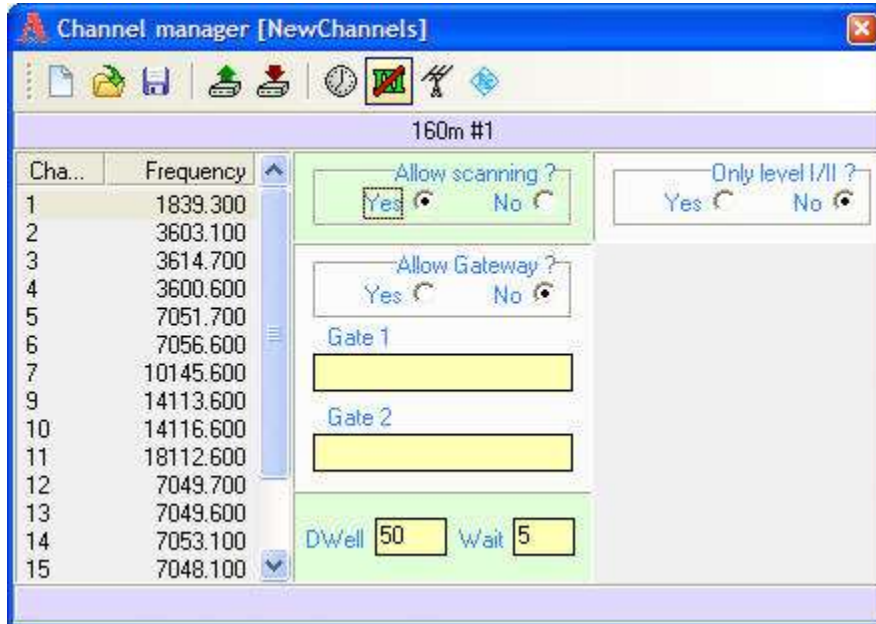 Channel manager [NewChannels]
160m #1
Cha... Frequency
1 1839.300
2 3603.100
3 3614.700
4 3600.600
5 7051.700
6 7056.600
7 10145.600
9 14113.600
10 14116.600
11 18112.600
12 7049.700
13 7049.600
14 7053.100
15 7048.100
Allow scanning ?
Yes No
Only level I/II ?
Yes No
Allow Gateway ?
Yes No
Gate 1
Gate 2
DWell 50 Wait 5